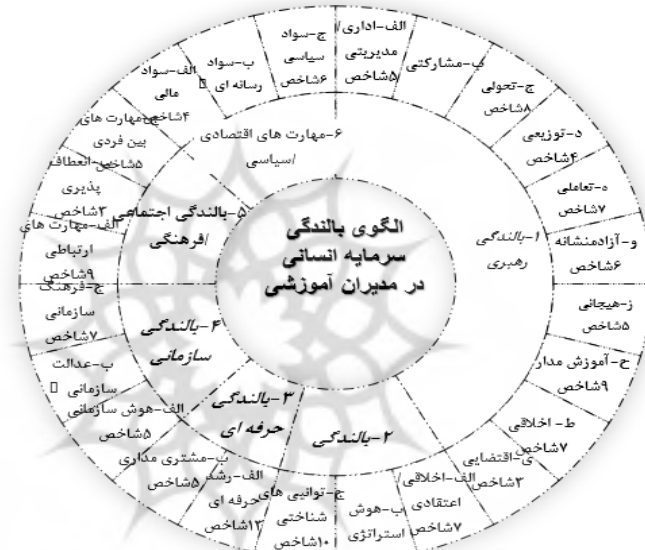 الگوی بالندگی
سرمایه انسانی
در مدیران آموزشی
۱-بالندگی
رهبری
الف-اداری/
مدیریتی
۵شاخص
ب-مشارکتی
ج-تحولی
۸شاخص
د-توزیعی
۴شاخص
ه-تعاملی
۷شاخص
و-آزادمنشانه
۶شاخص
ز-هیجانی
۵شاخص
ح-آموزش مدار
۹شاخص
ط- اخلاقی
۷شاخص
ی-اقتضایی
۳شاخص
۲-بالندگی
الف-اخلاقی/
اعتقادی
۷شاخص
ب-هوش
استراتژی
ج-توانیی های
شناختی
۱۰شاخص
۳-بالندگی
حرفه ای
الف-رشد
حرفه ای
۱۳شاخص
ب-مشتری مداری
۵شاخص
۴-بالندگی
سازمانی
الف-هوش سازمانی
۵شاخص
ب-عدالت
سازمانی
ج-فرهنگ
سازمانی
۷شاخص
۵-بالندگی اجتماعی
/فرهنگی
الف-مهارت های
ارتباطی
۹شاخص
ب-انعطاف
پذیری
۳شاخص
مهارت های
بین فردی
۵شاخص
۶-مهارت های اقتصادی
/سیاسی
الف-سواد
مالی
۴شاخص
ب-سواد
رسانه ای
ج-سواد
سیاسی
۶شاخص